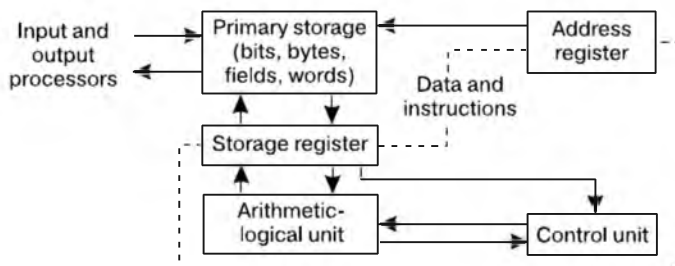 Input and
output
processors
Primary storage
(bits, bytes,
fields, words)
Address
register
Data and
instructions
Storage register
Arithmetic-
logical unit
Control unit